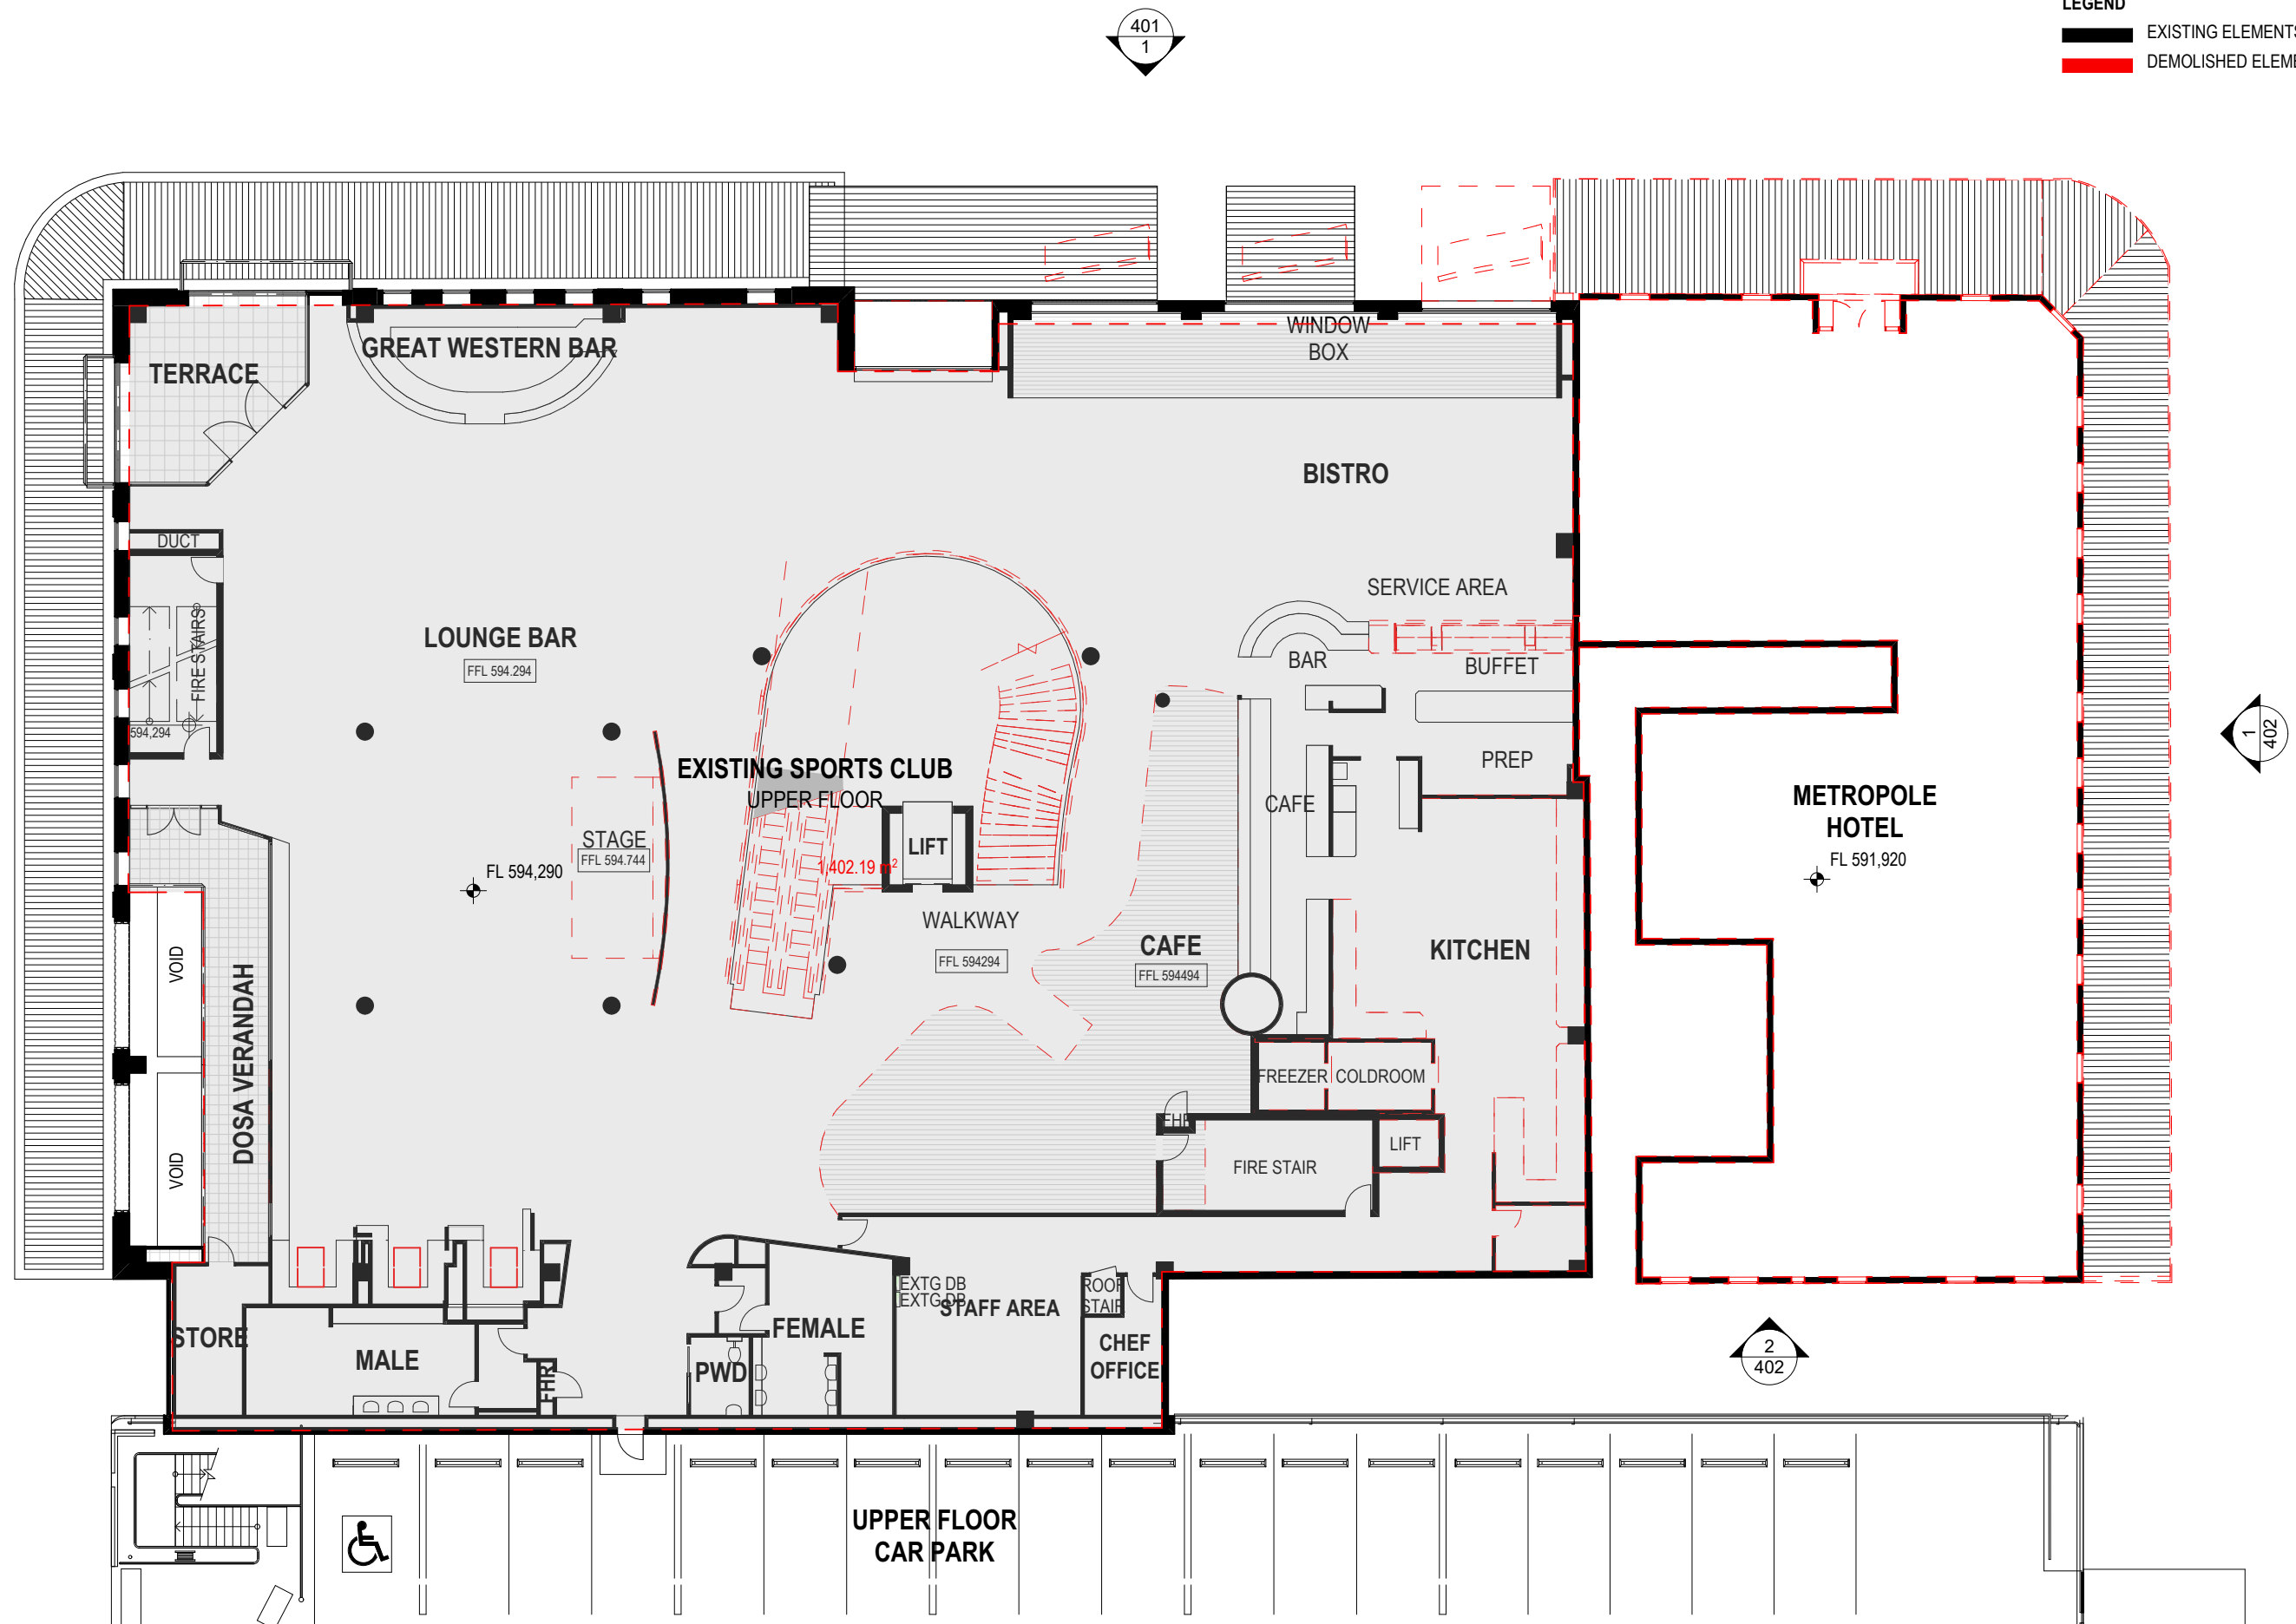 LEGEND
EXISTING ELEMENTS
401
1
GREAT WESTERN BAR
TERRACE
WINDOW
BOX
BISTRO
DUCT
FIRE STAIRS
594,294
LOUNGE BAR
FFL 594.294
SERVICE AREA
BAR
BUFFET
PREP
EXISTING SPORTS CLUB
UPPER FLOOR
STAGE
FFL 594.744
FL 594,290
LIFT
1,402.19 m²
WALKWAY
FFL 594294
CAFE
CAFE
FFL 594494
KITCHEN
METROPOLE
HOTEL
FL 591,920
1
402
VOID
VOID
DOSA VERANDAH
FREEZER
COLDROOM
FHR
FIRE STAIR
LIFT
EXTG DB
EXTG DB
STAFF AREA
ROOF
STAIR
CHEF
OFFICE
STORE
MALE
FHR
PWD
FEMALE
2
402
UPPER FLOOR
CAR PARK